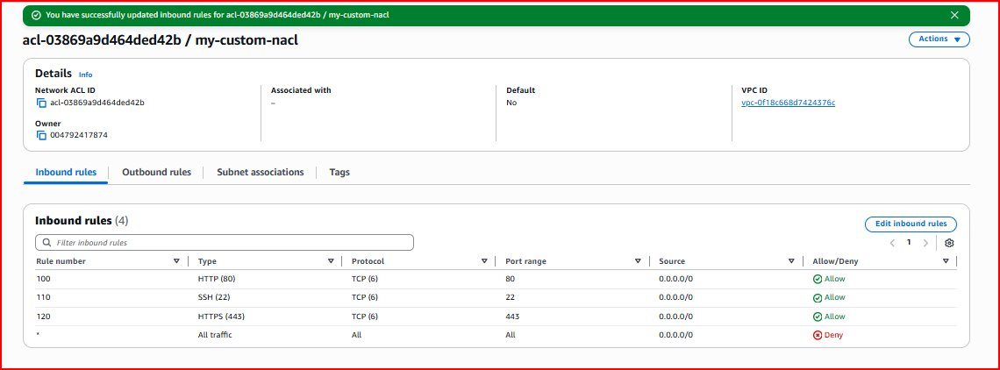 You have successfully updated inbound rules for acl-03869a9d464ded42b / my-custom-nacl
acl-03869a9d464ded42b / my-custom-nacl
Actions
Details Info
Network ACL ID
acl-03869a9d464ded42b
Associated with
–
Default
No
VPC ID
vpc-0f18c668d7424376c
Owner
004792417874
Inbound rules Outbound rules Subnet associations Tags
Inbound rules (4)
Edit inbound rules
Filter inbound rules
1
Rule number Type Protocol Port range Source Allow/Deny
100 HTTP (80) TCP (6) 80 0.0.0.0/0 Allow
110 SSH (22) TCP (6) 22 0.0.0.0/0 Allow
120 HTTPS (443) TCP (6) 443 0.0.0.0/0 Allow
* All traffic All All 0.0.0.0/0 Deny